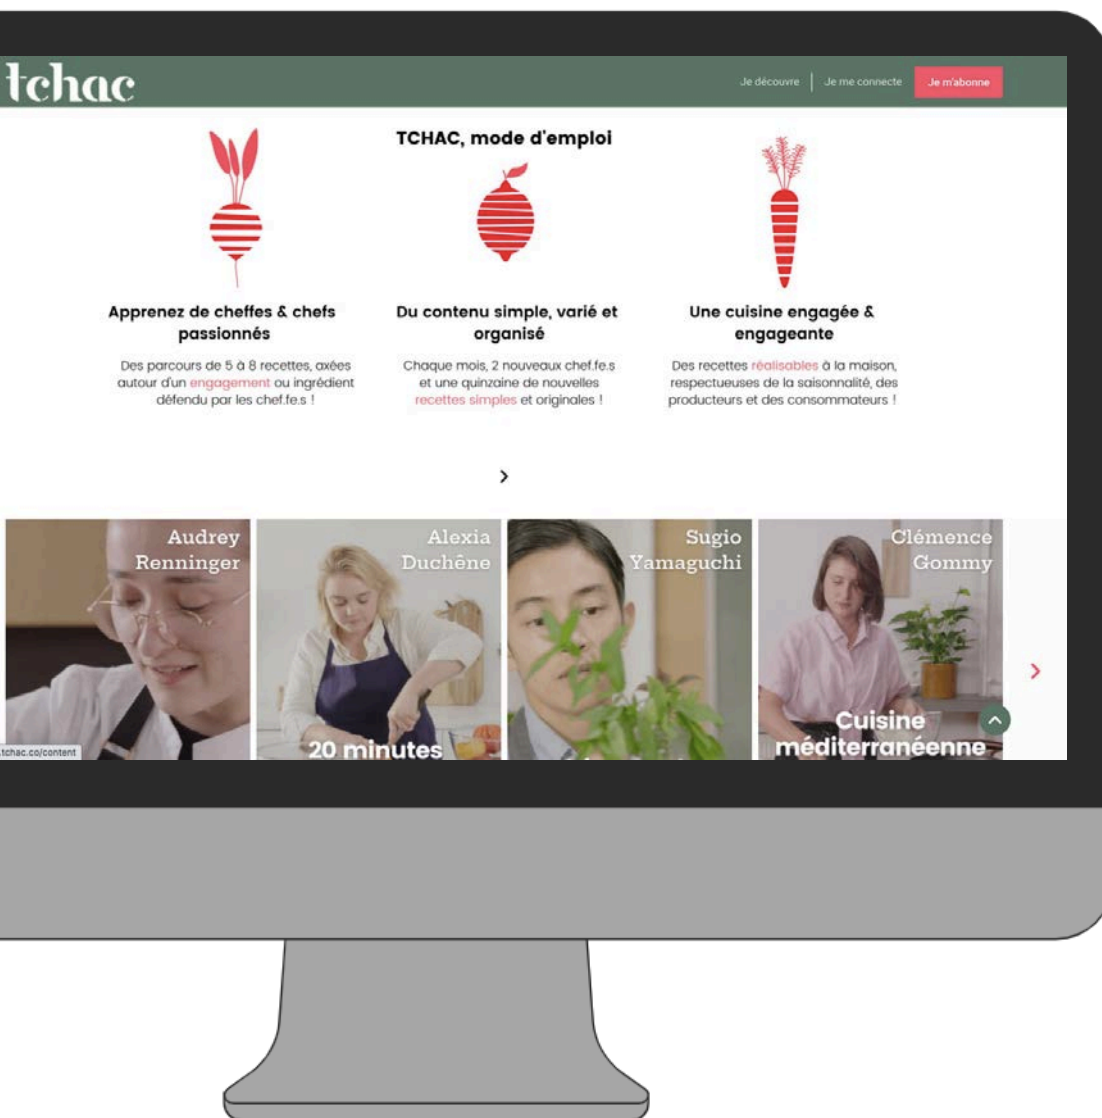 tchac
Je découvre
Je me connecte
Je m'abonne
TCHAC, mode d'emploi
Apprenez de cheffes & chefs
passionnés
Des parcours de 5 à 8 recettes, axées
autour d'un engagement ou ingrédient
défendu par les chef.fe.s !
Du contenu simple, varié et
organisé
Chaque mois, 2 nouveaux chef.fe.s
et une quinzaine de nouvelles
recettes simples et originales !
Une cuisine engagée &
engageante
Des recettes réalisables à la maison,
respectueuses de la saisonnalité, des
producteurs et des consommateurs !
Audrey
Renninger
Alexia
Duchêne
20 minutes
Sugio
Yamaguchi
Clémence
Gommy
Cuisine
méditerranéenne
.tchac.co/content